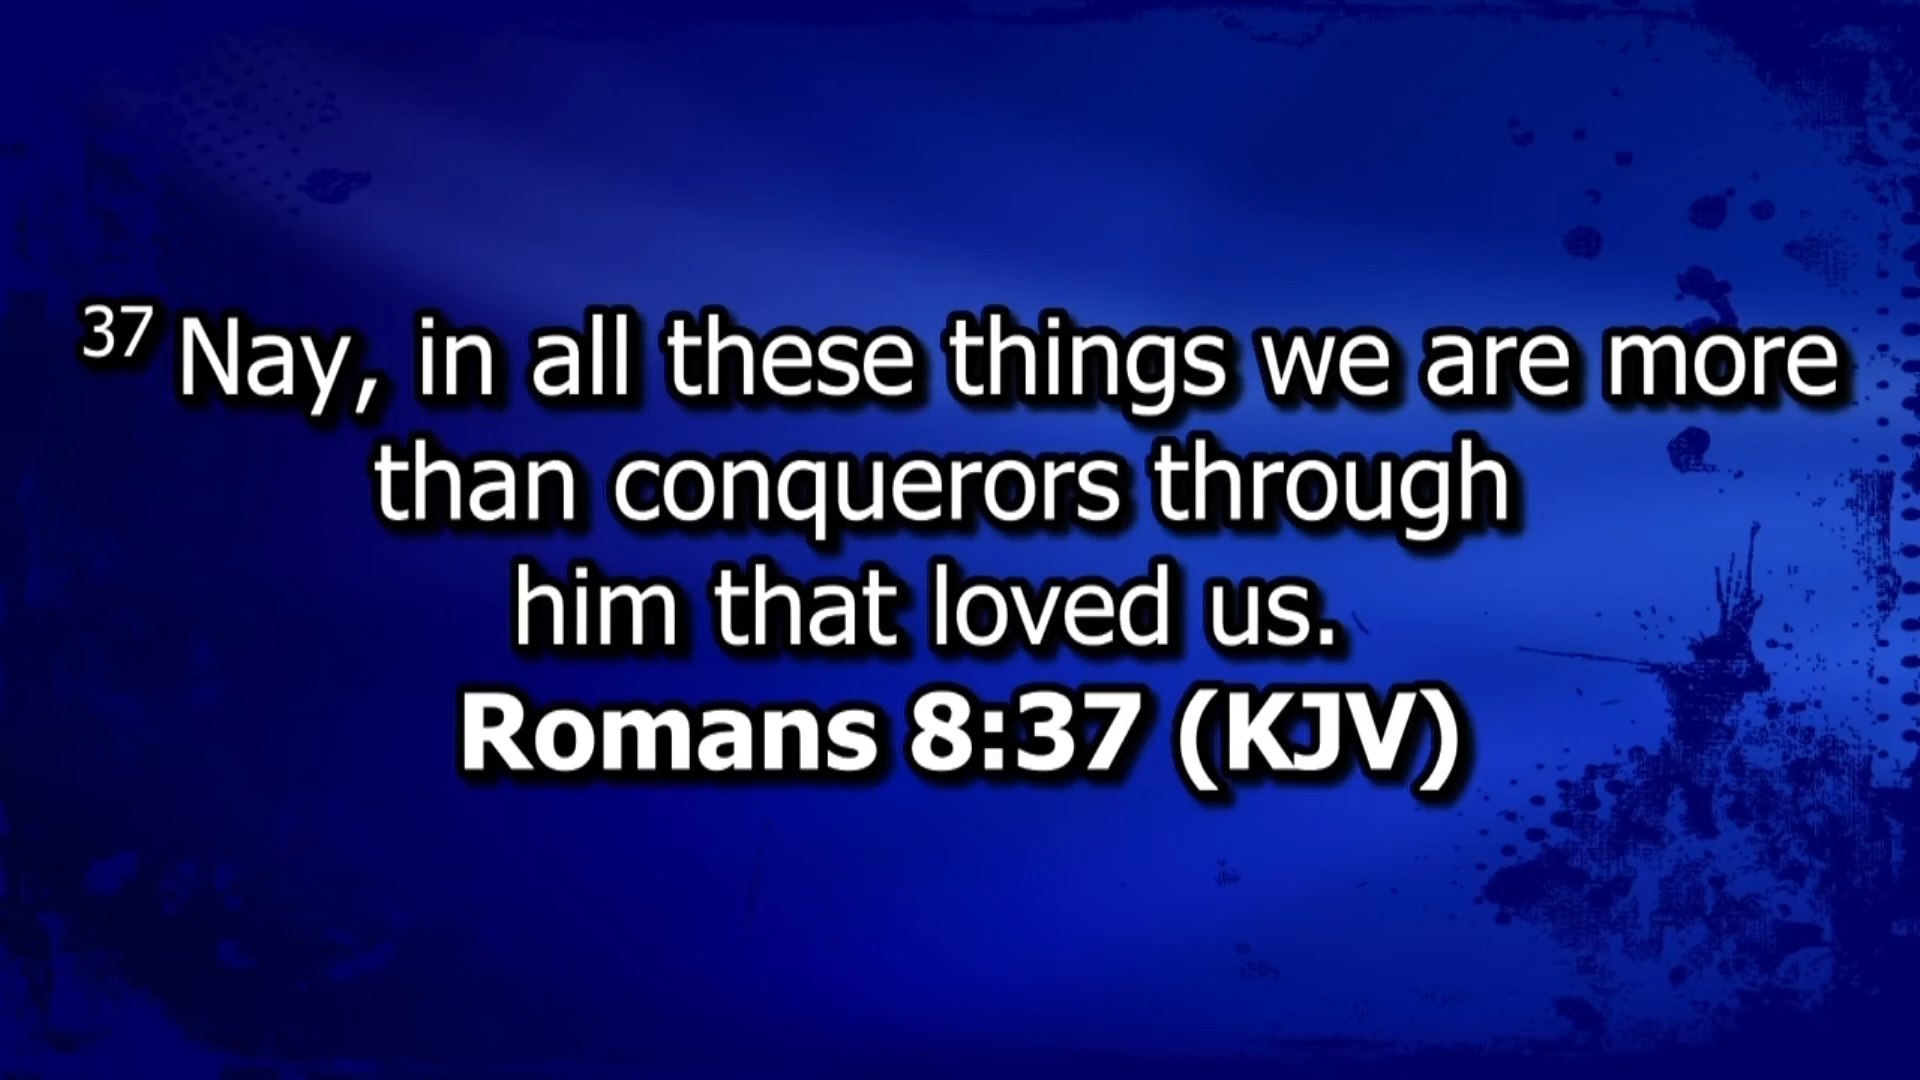 37 Nay, in all these things we are more
than conquerors through
him that loved us.
Romans 8:37 (KJV)